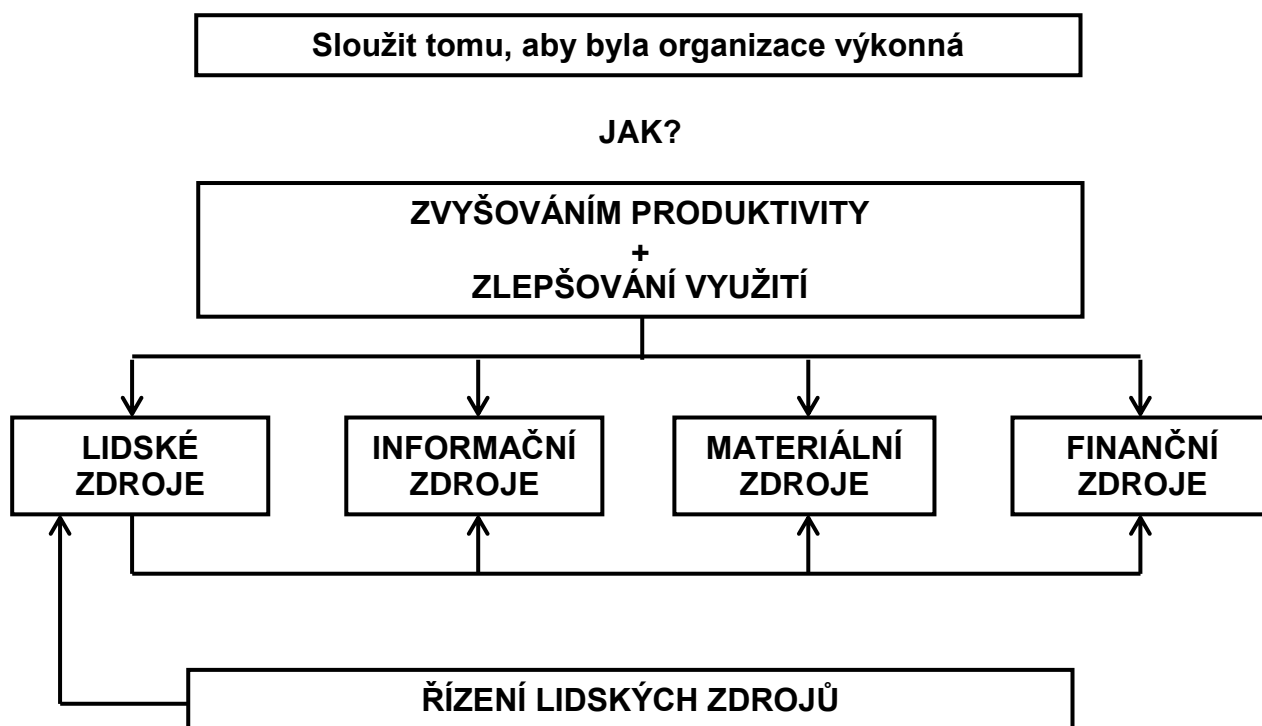 Sloužit tomu, aby byla organizace výkonná
JAK?
ZVYŠOVÁNÍM PRODUKTIVITY
+
ZLEPŠOVÁNÍ VYUŽITÍ
LIDSKÉ
ZDROJE
INFORMAČNÍ
ZDROJE
MATERIÁLNÍ
ZDROJE
FINANČNÍ
ZDROJE
ŘÍZENÍ LIDSKÝCH ZDROJŮ